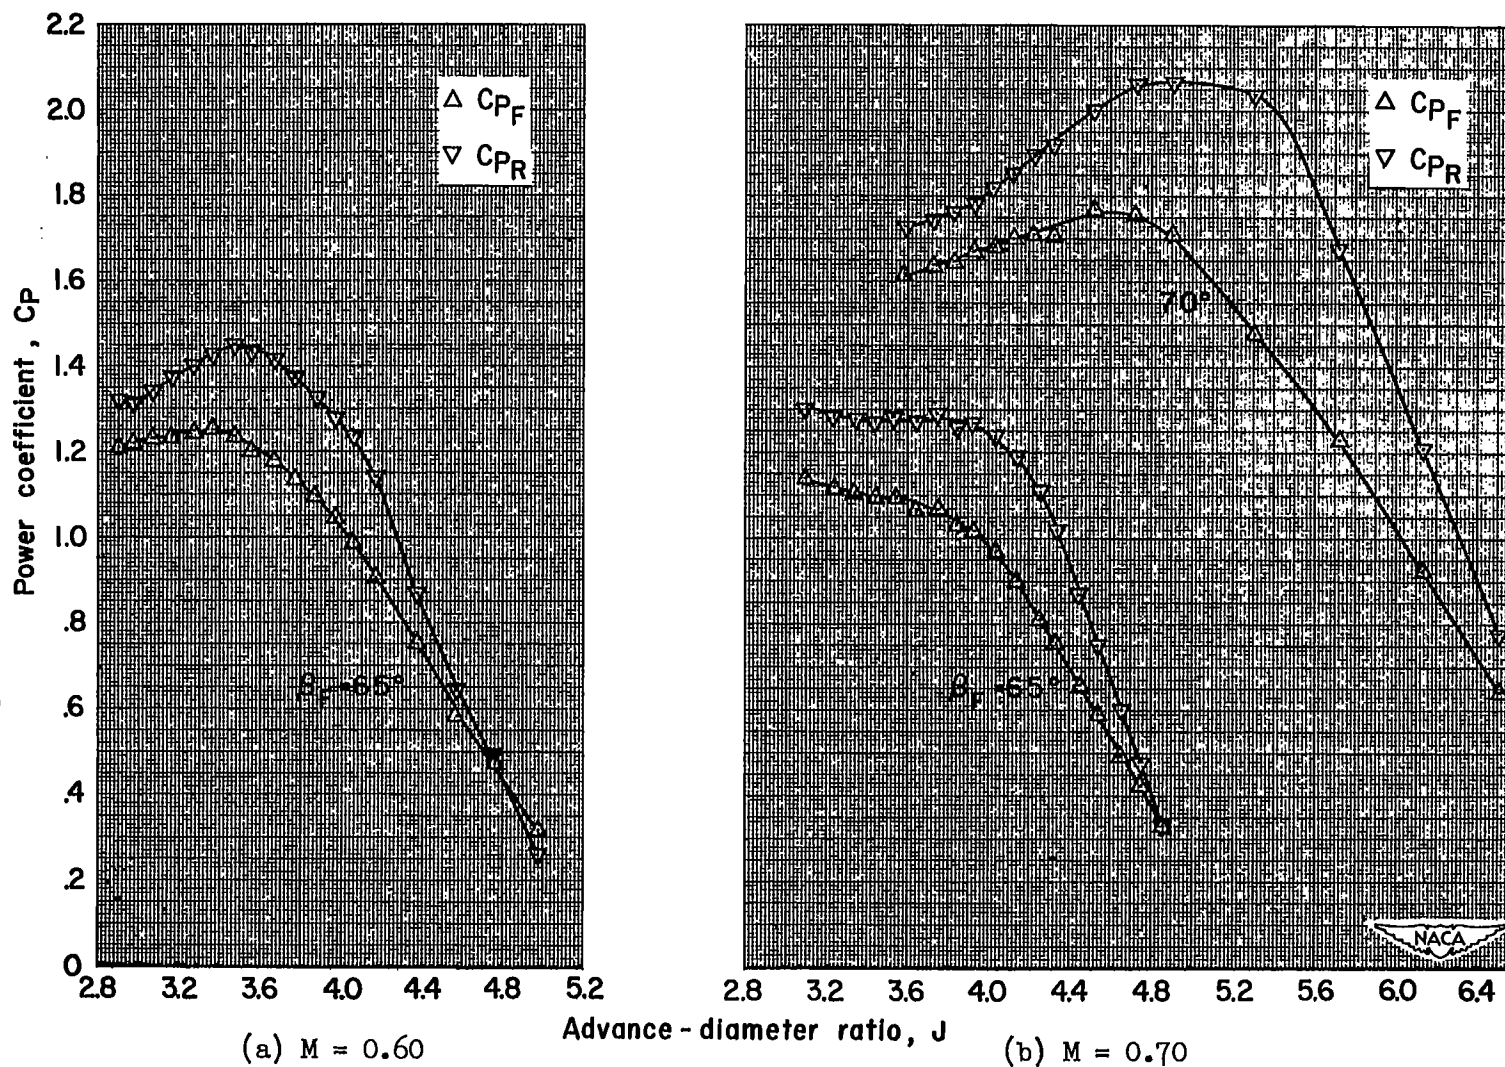 2.2
2.0
1.8
1.6
1.4
1.2
1.0
.8
.6
.4
.2
0
Power coefficient, CP
△ CPF
▽ CPR
βF=65°
2.8 3.2 3.6 4.0 4.4 4.8 5.2
△ CPF
▽ CPR
70°
βF=65°
NACA
2.8 3.2 3.6 4.0 4.4 4.8 5.2 5.6 6.0 6.4
Advance-diameter ratio, J
(a) M = 0.60
(b) M = 0.70